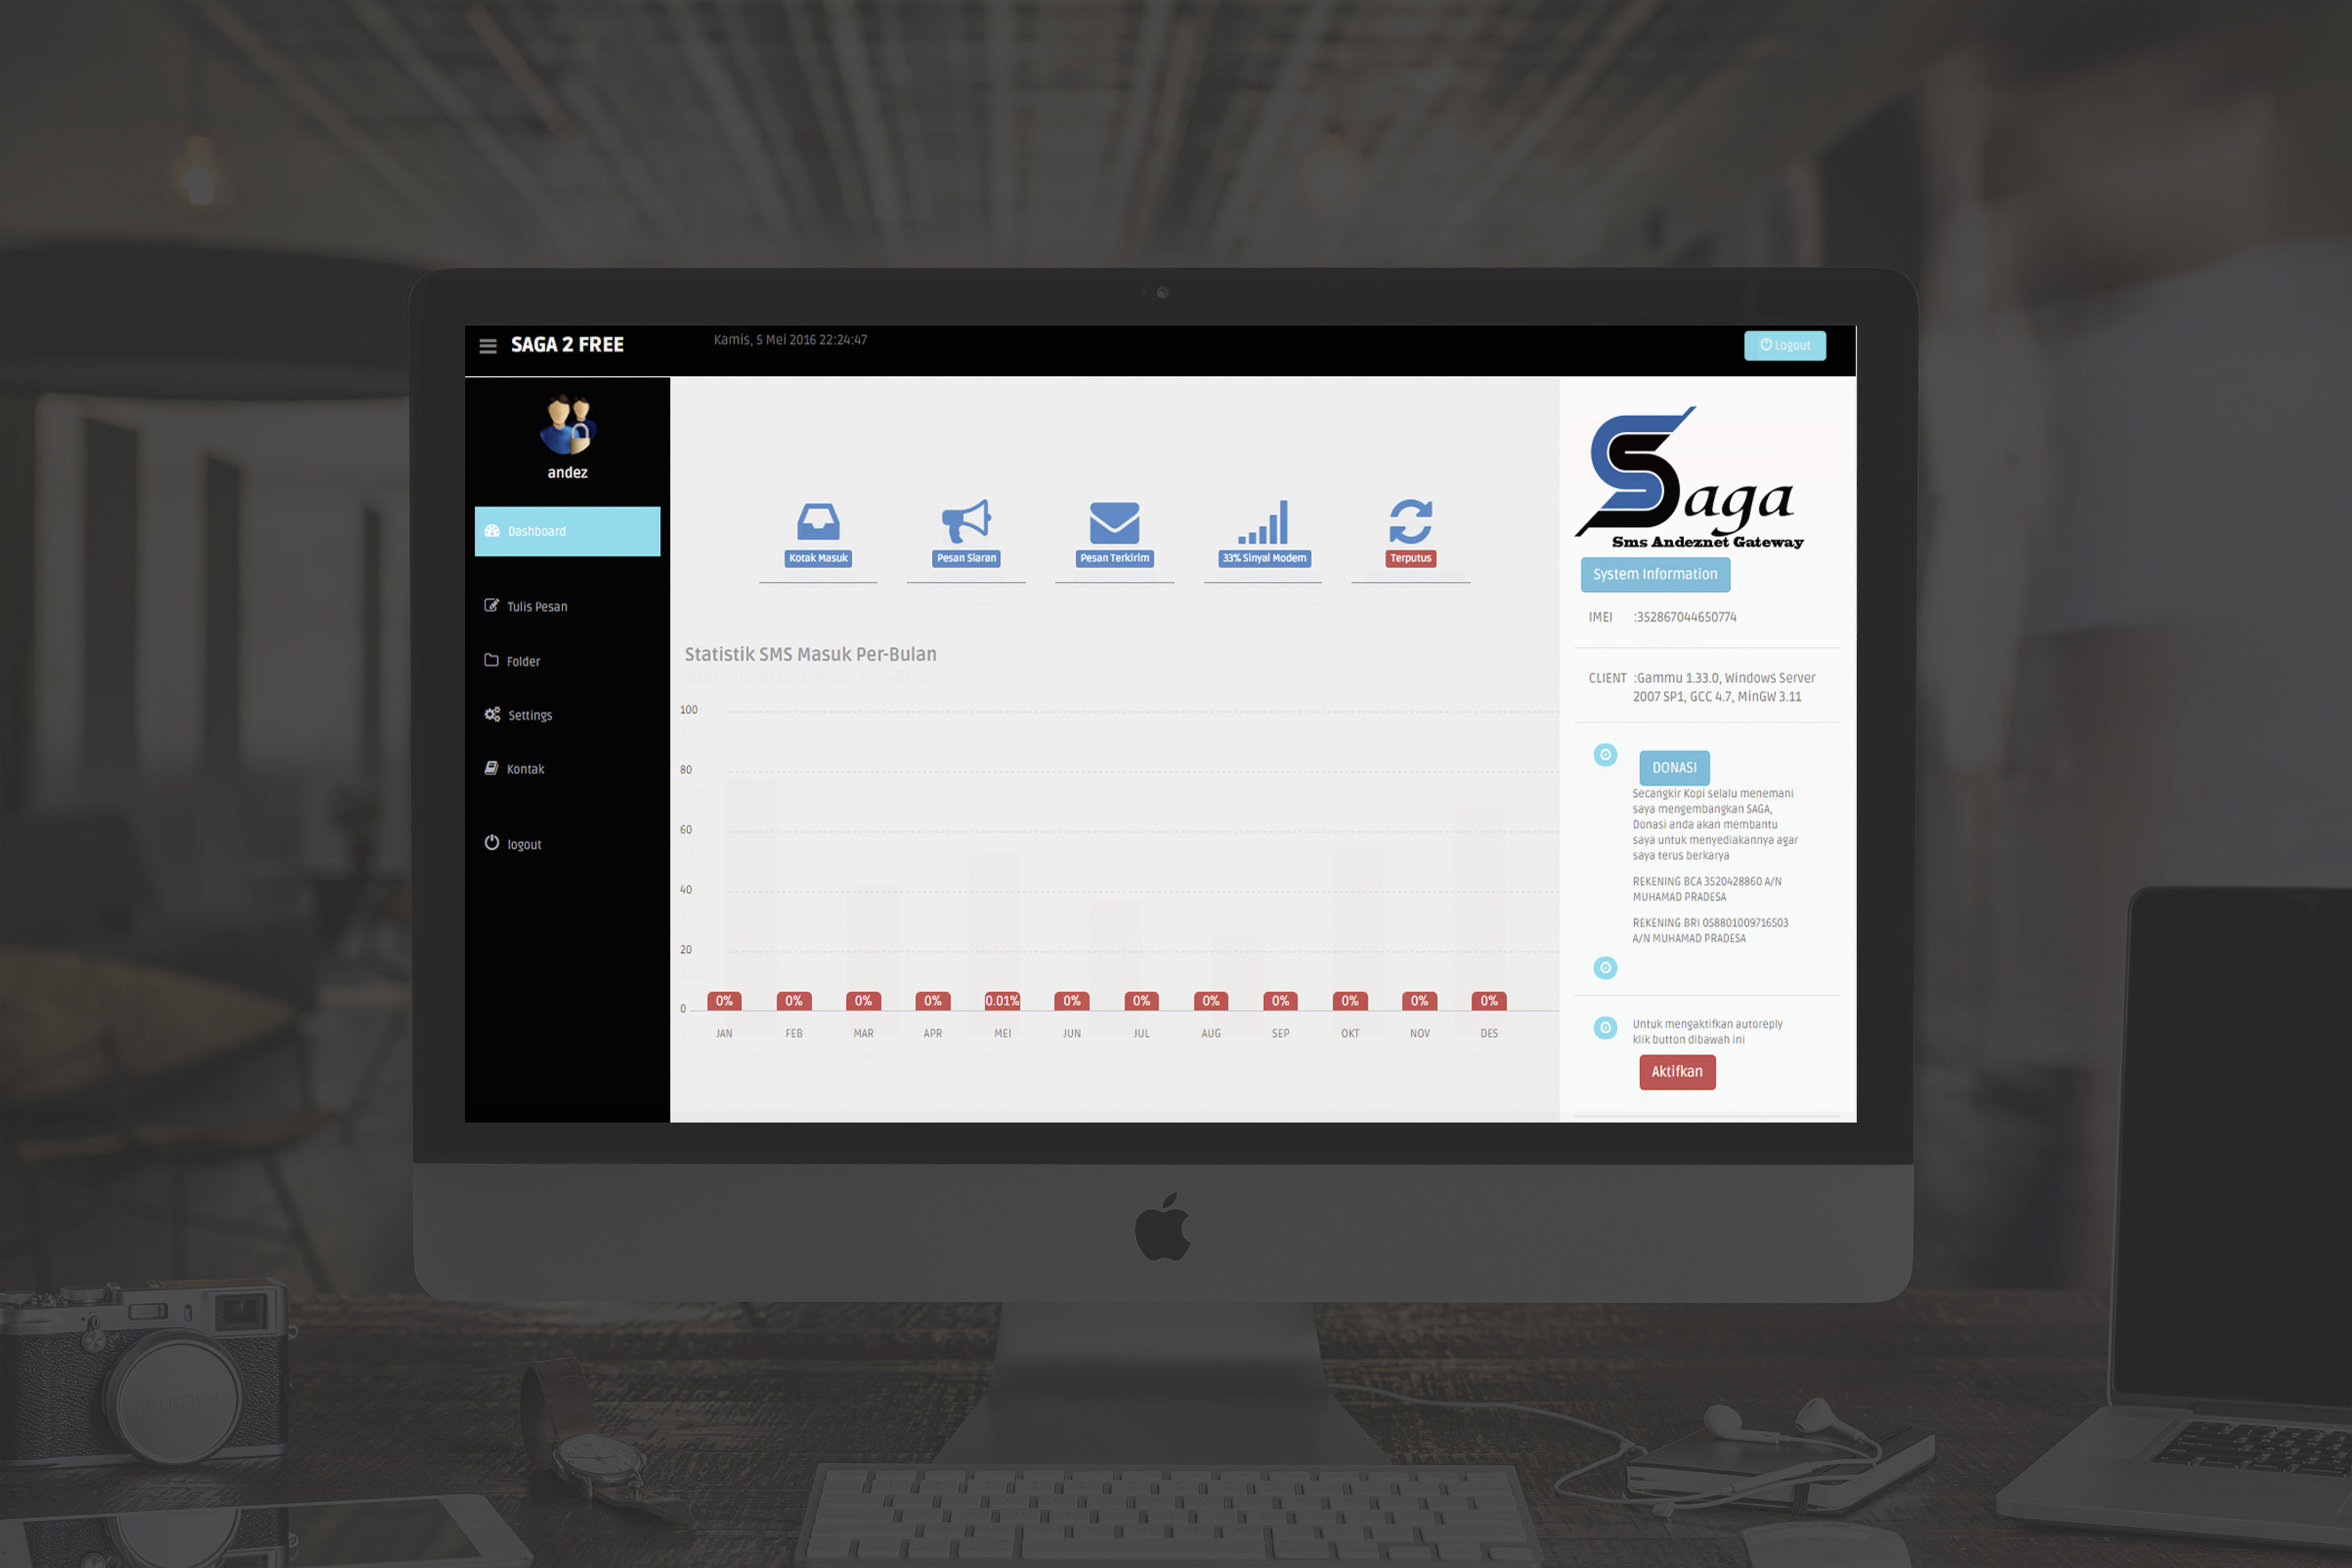 SAGA 2 FREE
Kamis, 5 Mei 2016 22:24:47
Logout
andez
Dashboard
Tulis Pesan
Folder
Settings
Kontak
logout
Kotak Masuk
Pesan Siaran
Pesan Terkirim
33% Sinyal Modem
Terputus
Statistik SMS Masuk Per-Bulan
100
80
60
40
20
0
0% 0% 0% 0% 0.01% 0% 0% 0% 0% 0% 0% 0%
JAN FEB MAR APR MEI JUN JUL AUG SEP OKT NOV DES
Saga
Sms Andeznet Gateway
System Information
IMEI :352867044650774
CLIENT :Gammu 1.33.0, Windows Server
2007 SP1, GCC 4.7, MinGW 3.11
DONASI
Secangkir Kopi selalu menemani
saya mengembangkan SAGA,
Donasi anda akan membantu
saya untuk menyediakannya agar
saya terus berkarya
REKENING BCA 3520428860 A/N
MUHAMAD PRADESA
REKENING BRI 058801009716503
A/N MUHAMAD PRADESA
Untuk mengaktifkan autoreply
klik button dibawah ini
Aktifkan